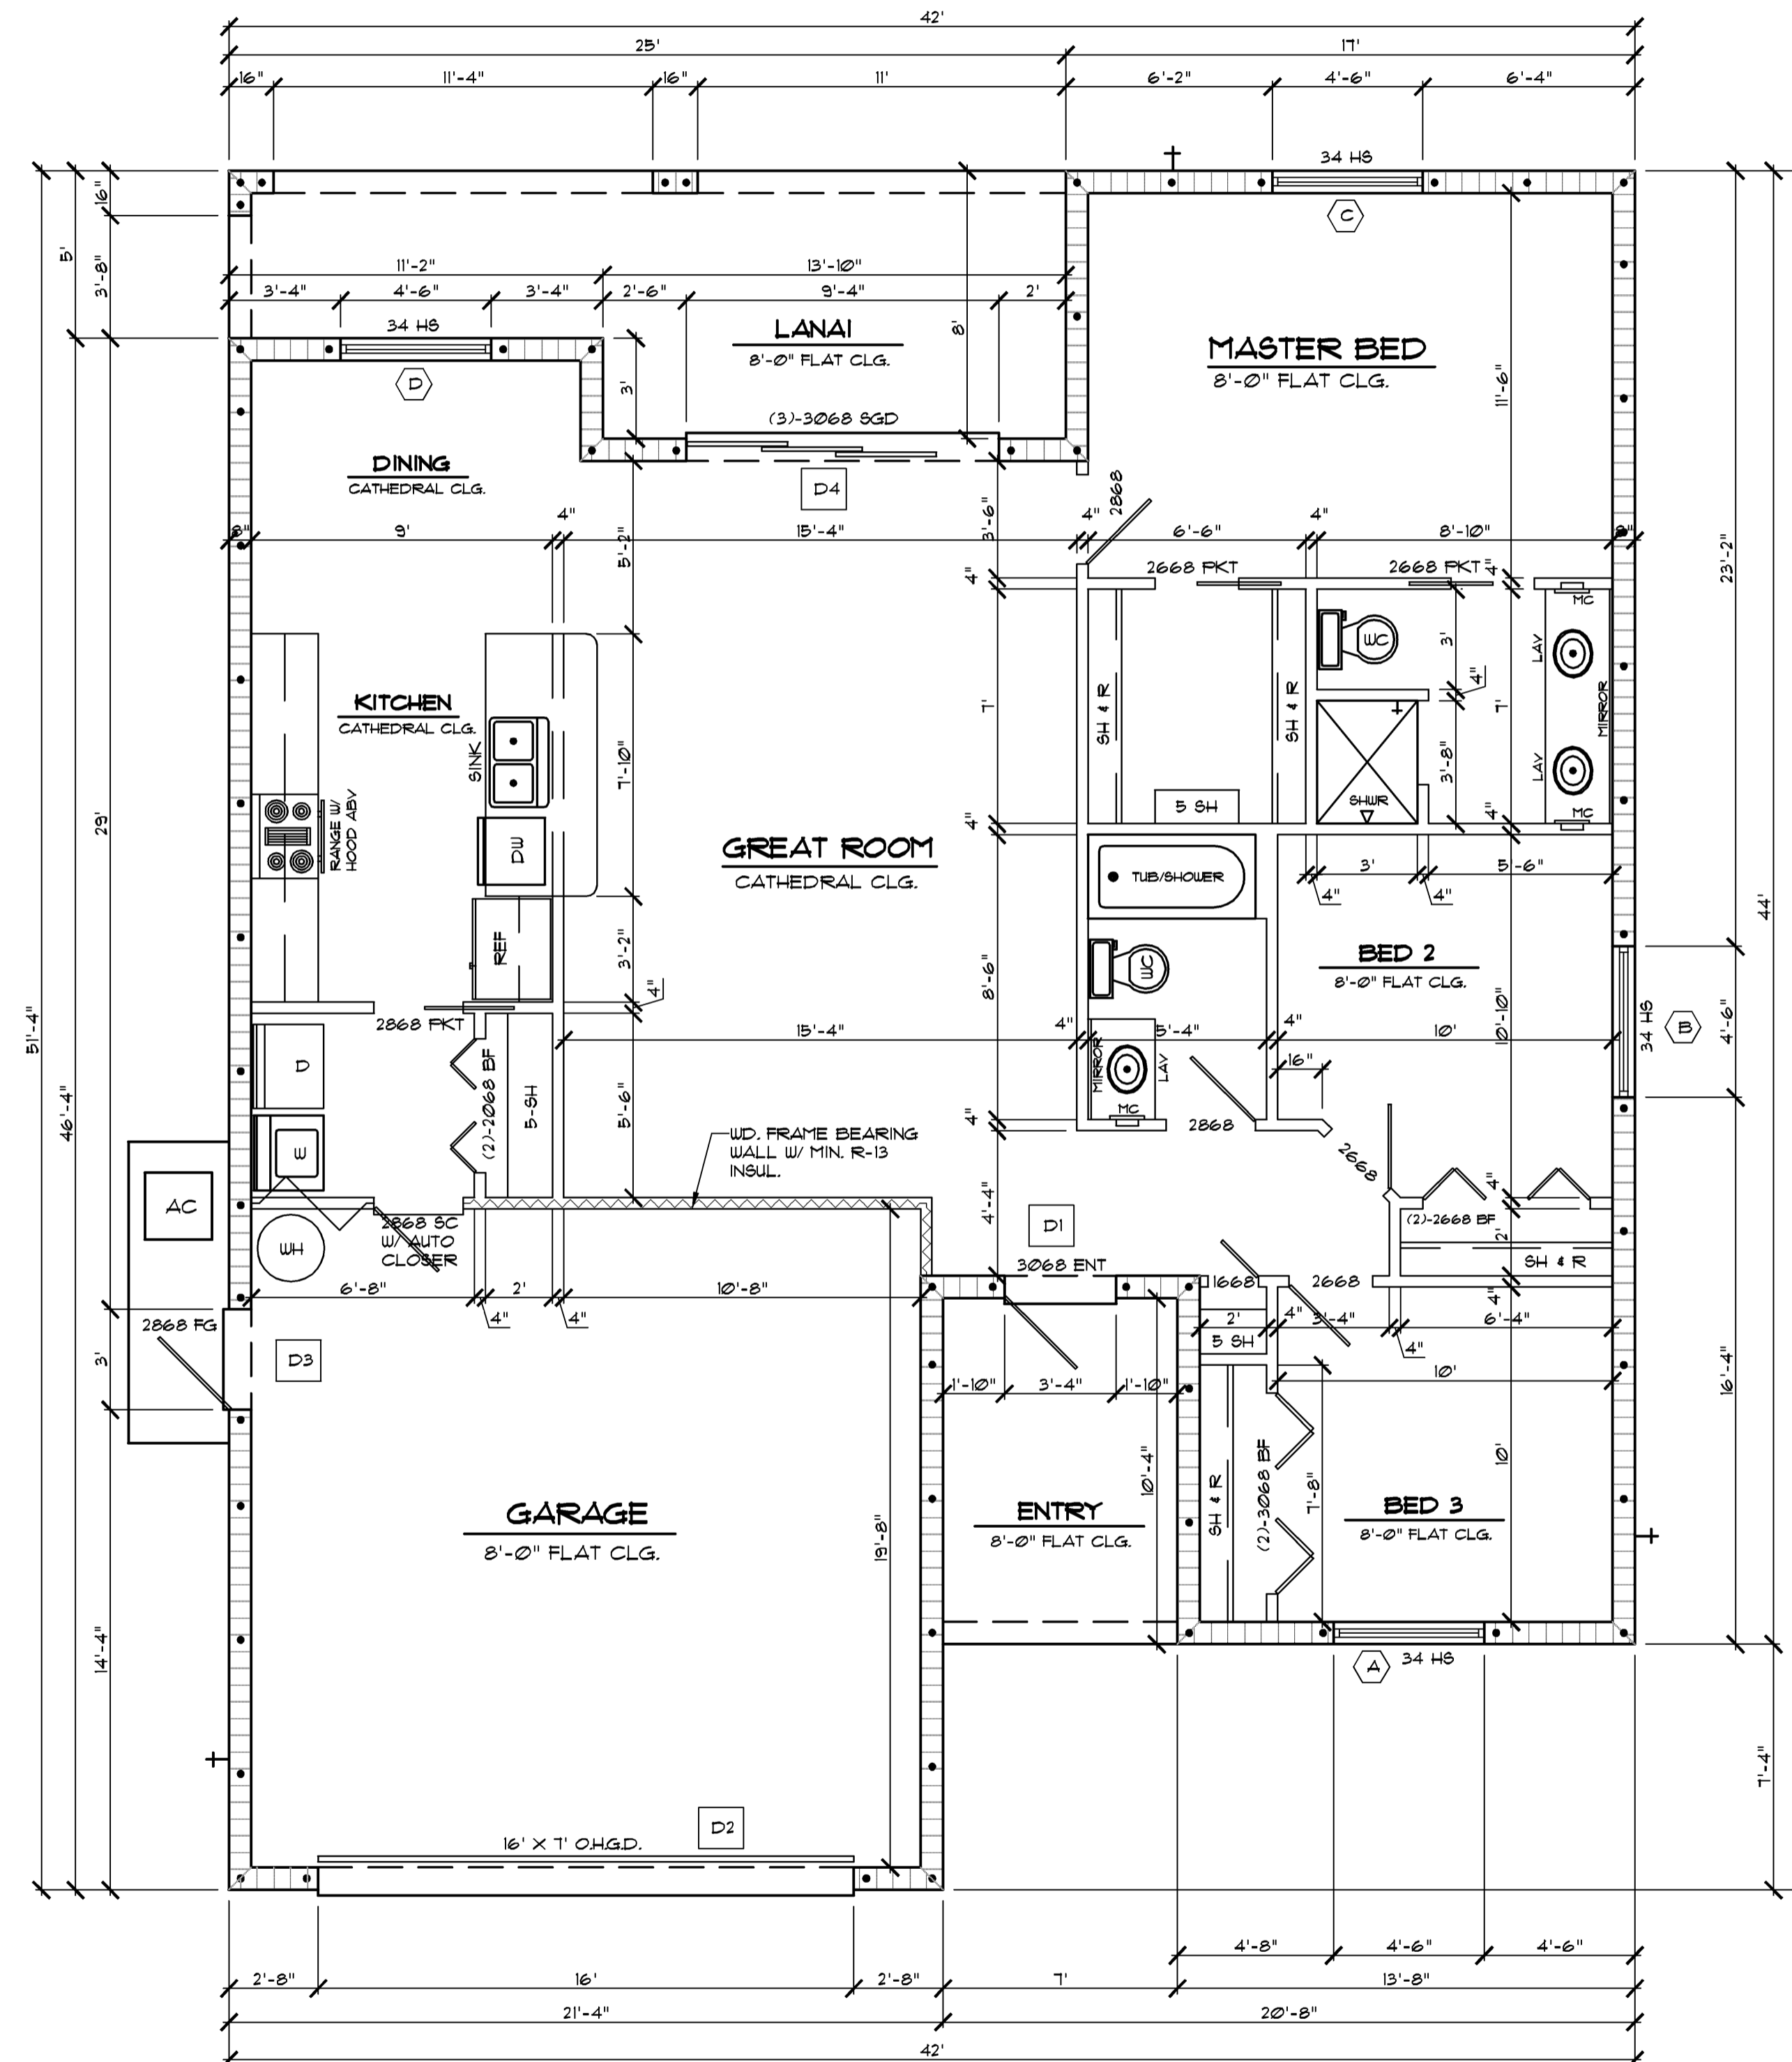 42'
25'
17'
16"
11'-4"
16"
11'
6'-2"
4'-6"
6'-4"
34 HS
C
16"
5'
3'-8"
11'-2"
13'-10"
3'-4"
4'-6"
3'-4"
2'-6"
9'-4"
2'
34 HS
LANAI
8'-0" FLAT CLG.
8'
MASTER BED
8'-0" FLAT CLG.
11'-6"
D
3'
(3)-3068 SGD
DINING
CATHEDRAL CLG.
D4
2868
8"
9'
4"
5'-2"
15'-4"
3'-6"
4"
6'-6"
4"
8'-10"
8"
23'-2"
4"
2668 PKT
2668 PKT
4"
MC
WC
3'
LAV
4"
KITCHEN
CATHEDRAL CLG.
SINK
7'-10"
7'
SH & R
SH & R
7'
MIRROR
3'-8"
LAV
29'
RANGE W/
HOOD ABV
DW
GREAT ROOM
CATHEDRAL CLG.
4"
5 SH
SHWR
4"
MC
TUB/SHOWER
3'
5'-6"
4"
4"
44'
REF
3'-2"
4"
8'-6"
WC
BED 2
8'-0" FLAT CLG.
51'-4"
2868 PKT
15'-4"
4"
5'-4"
4"
10'
10'-10"
34 HS
B
4'-6"
D
(2)-2068 BF
5-SH
5'-6"
MIRROR
LAV
MC
16"
46'-4"
4"
2868
W
WD. FRAME BEARING
WALL W/ MIN. R-13
INSUL.
2668
4"
AC
WH
2868 SC
W/ AUTO
CLOSER
4'-4"
D1
3068 ENT
(2)-2668 BF
2'
SH & R
6'-8"
2'
10'-8"
4"
4"
1668
2668
4"
2868 FG
D3
3'
2'
4"
3'-4"
6'-4"
5 SH
4"
10'
1'-10"
3'-4"
1'-10"
16'-4"
10'-4"
SH & R
(2)-3068 BF
7'-8"
10'
GARAGE
8'-0" FLAT CLG.
19'-8"
ENTRY
8'-0" FLAT CLG.
BED 3
8'-0" FLAT CLG.
14'-4"
A
34 HS
7'-4"
D2
16' X 7' O.H.G.D.
4'-8"
4'-6"
4'-6"
2'-8"
16'
2'-8"
7'
13'-8"
21'-4"
20'-8"
42'